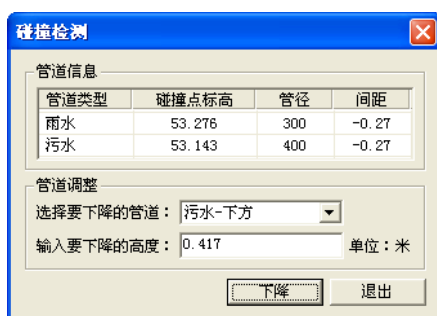 碰撞检测
管道信息
管道类型 碰撞点标高 管径 间距
雨水 53.276 300 -0.27
污水 53.143 400 -0.27
管道调整
选择要下降的管道： 污水-下方
输入要下降的高度： 0.417 单位：米
下降 退出